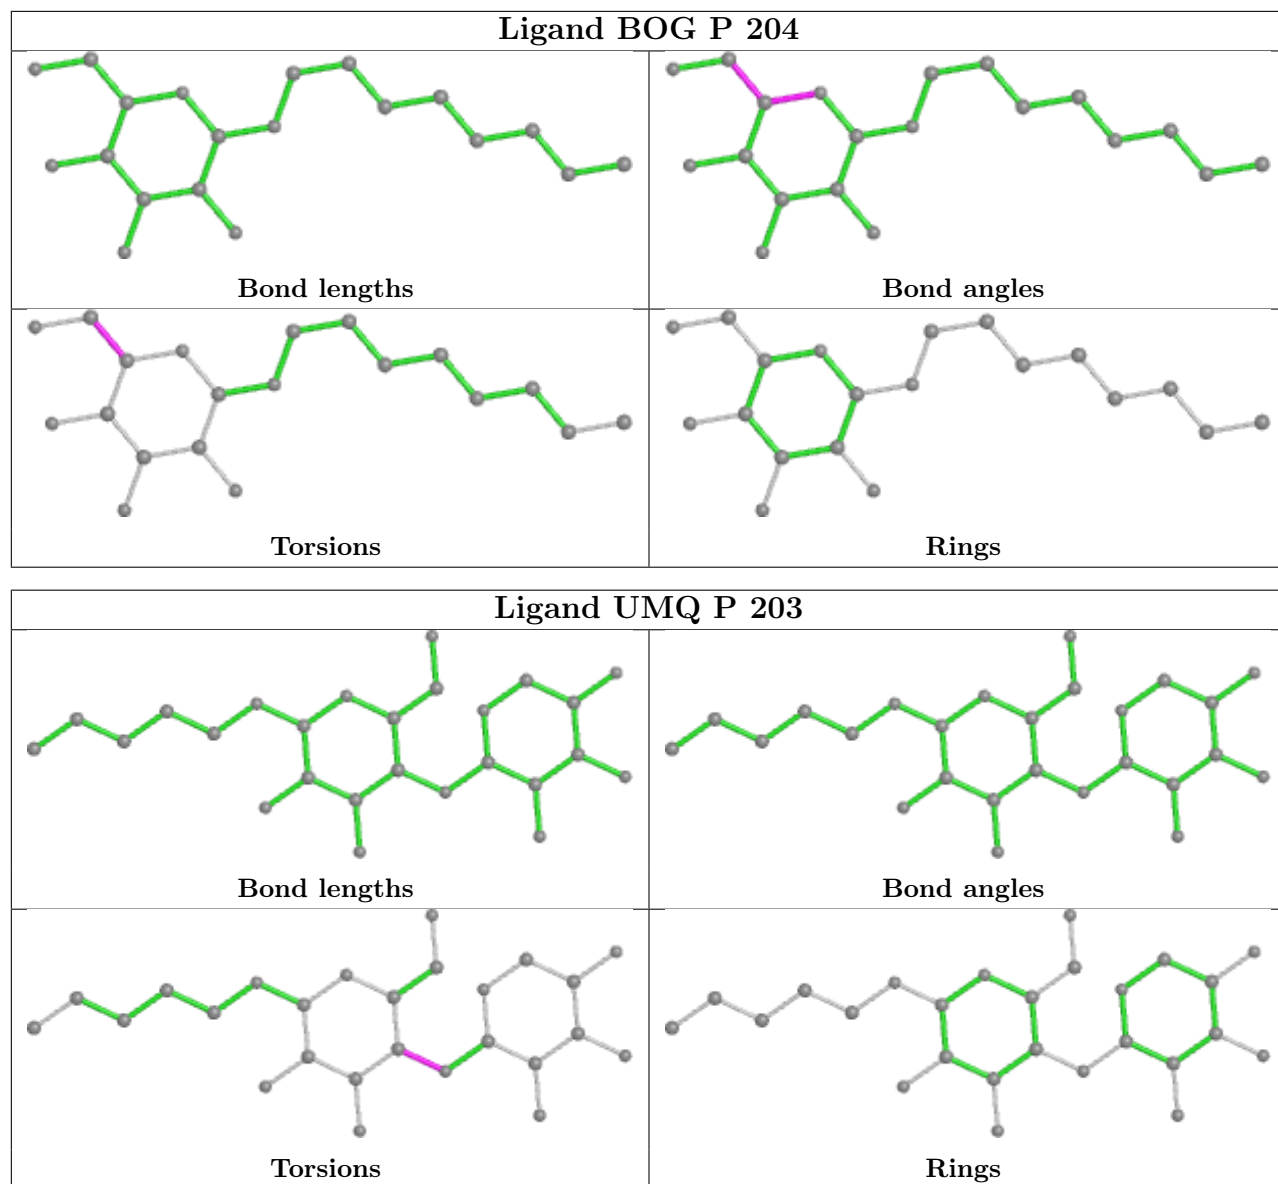 Ligand BOG P 204
Bond lengths
Bond angles
Torsions
Rings
Ligand UMQ P 203
Bond lengths
Bond angles
Torsions
Rings